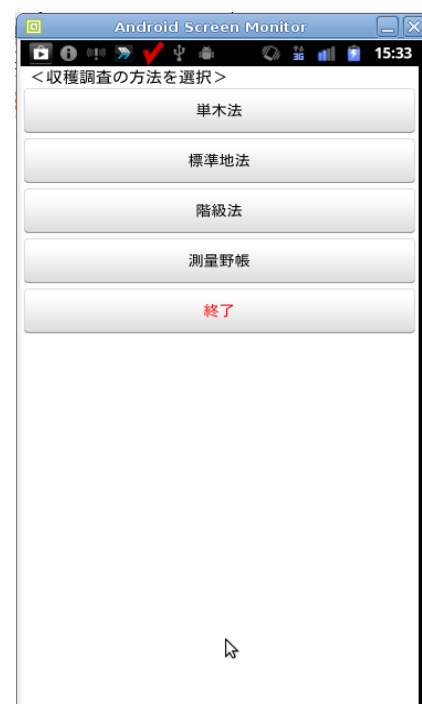 Android Screen Monitor
3G
15:33
<収穫調査の方法を選択>
単木法
標準地法
階級法
測量野帳
終了